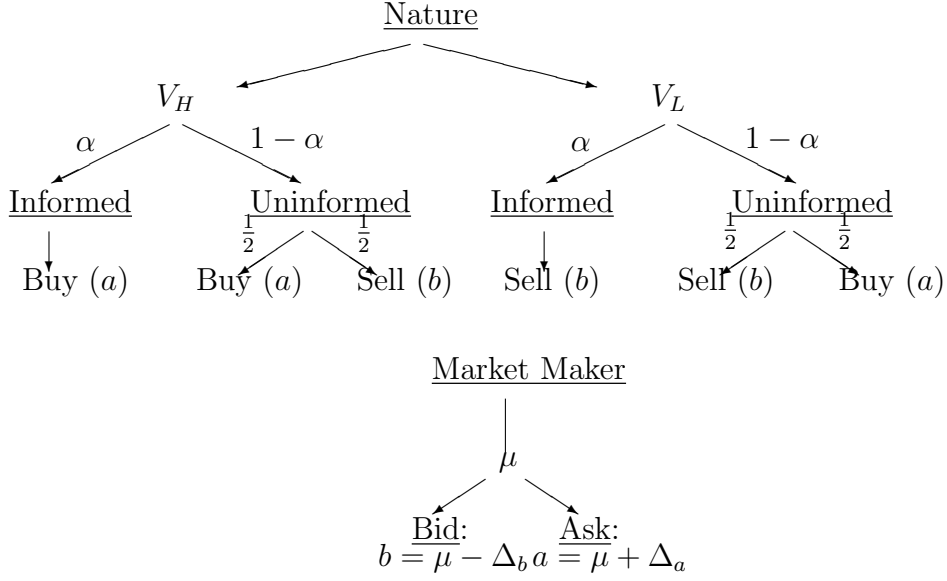 Nature
V_H V_L
α 1 − α α 1 − α
Informed Uninformed Informed Uninformed
1/2 1/2 1/2 1/2
Buy (a) Buy (a) Sell (b) Sell (b) Sell (b) Buy (a)
Market Maker
μ
Bid: Ask:
b = μ − Δ_b a = μ + Δ_a